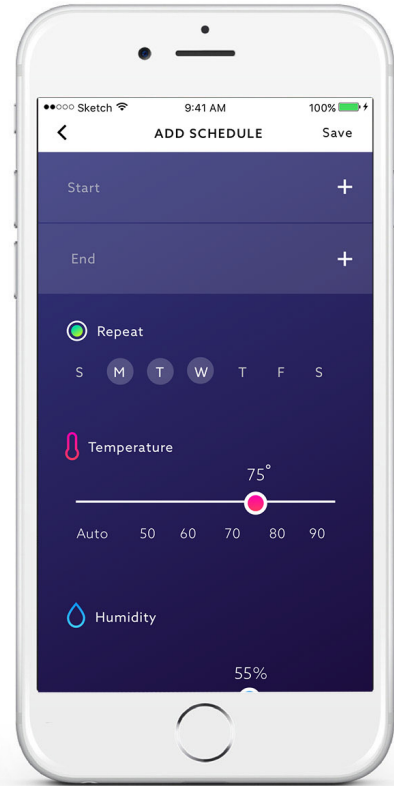 Sketch 9:41 AM 100%
ADD SCHEDULE Save
Start +
End +
Repeat
S M T W T F S
Temperature
75°
Auto 50 60 70 80 90
Humidity
55%